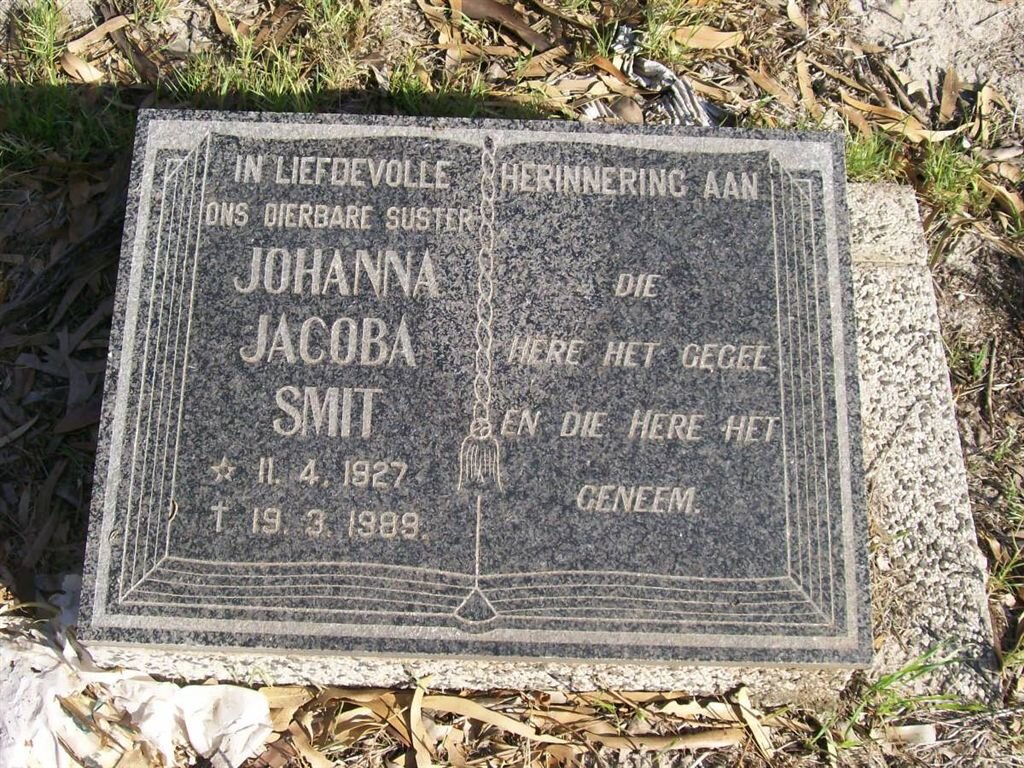 IN LIEFDEVOLLE HERINNERING AAN
ONS DIERBARE SUSTER
JOHANNA
JACOBA
SMIT
☆ 11. 4. 1927
† 19. 3. 1989.
DIE
HERE HET GEGEE
EN DIE HERE HET
GENEEM.